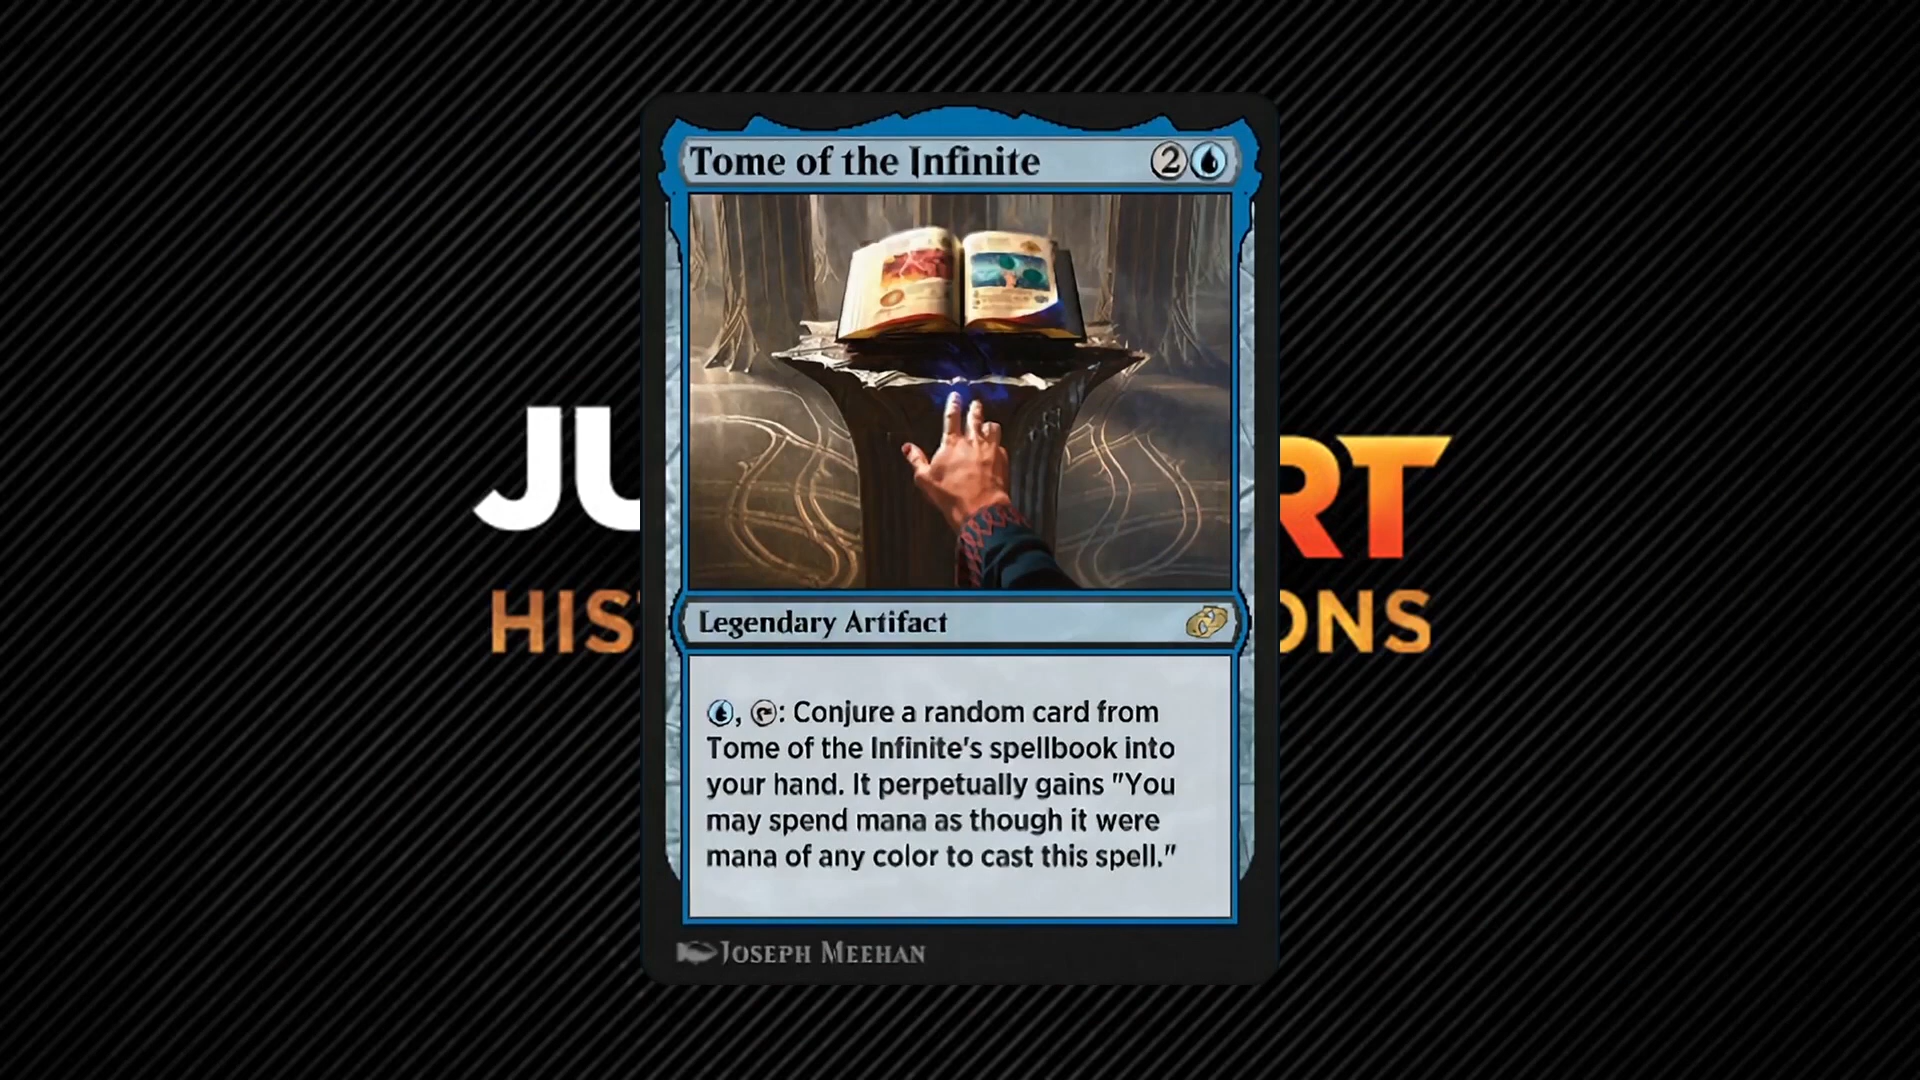 Tome of the Infinite
2
JU
RT
HIS
ONS
Legendary Artifact
: Conjure a random card from
Tome of the Infinite's spellbook into
your hand. It perpetually gains "You
may spend mana as though it were
mana of any color to cast this spell."
JOSEPH MEEHAN